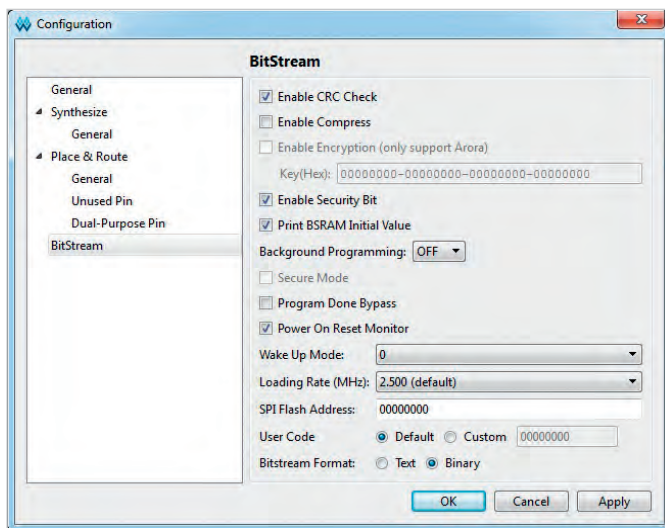 Configuration
General
Synthesize
General
Place & Route
General
Unused Pin
Dual-Purpose Pin
BitStream
BitStream
Enable CRC Check
Enable Compress
Enable Encryption (only support Arora)
Key(Hex): 00000000-00000000-00000000-00000000
Enable Security Bit
Print BSRAM Initial Value
Background Programming: OFF
Secure Mode
Program Done Bypass
Power On Reset Monitor
Wake Up Mode: 0
Loading Rate (MHz): 2.500 (default)
SPI Flash Address: 00000000
User Code Default Custom 00000000
Bitstream Format: Text Binary
OK Cancel Apply